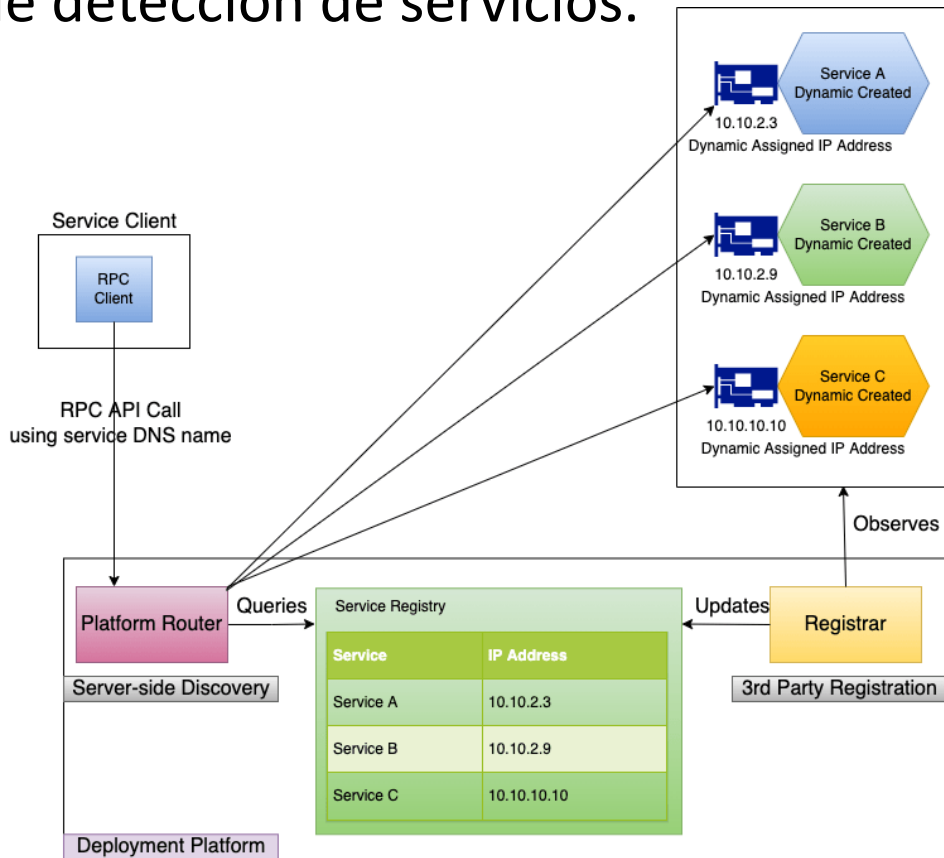 de detección de servicios.
Service A
Dynamic Created
10.10.2.3
Dynamic Assigned IP Address
Service Client
RPC
Client
Service B
Dynamic Created
10.10.2.9
Dynamic Assigned IP Address
Service C
Dynamic Created
10.10.10.10
Dynamic Assigned IP Address
RPC API Call
using service DNS name
Observes
Platform Router
Queries
Service Registry
Updates
Registrar
Service IP Address
Service A 10.10.2.3
Service B 10.10.2.9
Service C 10.10.10.10
Server-side Discovery
3rd Party Registration
Deployment Platform